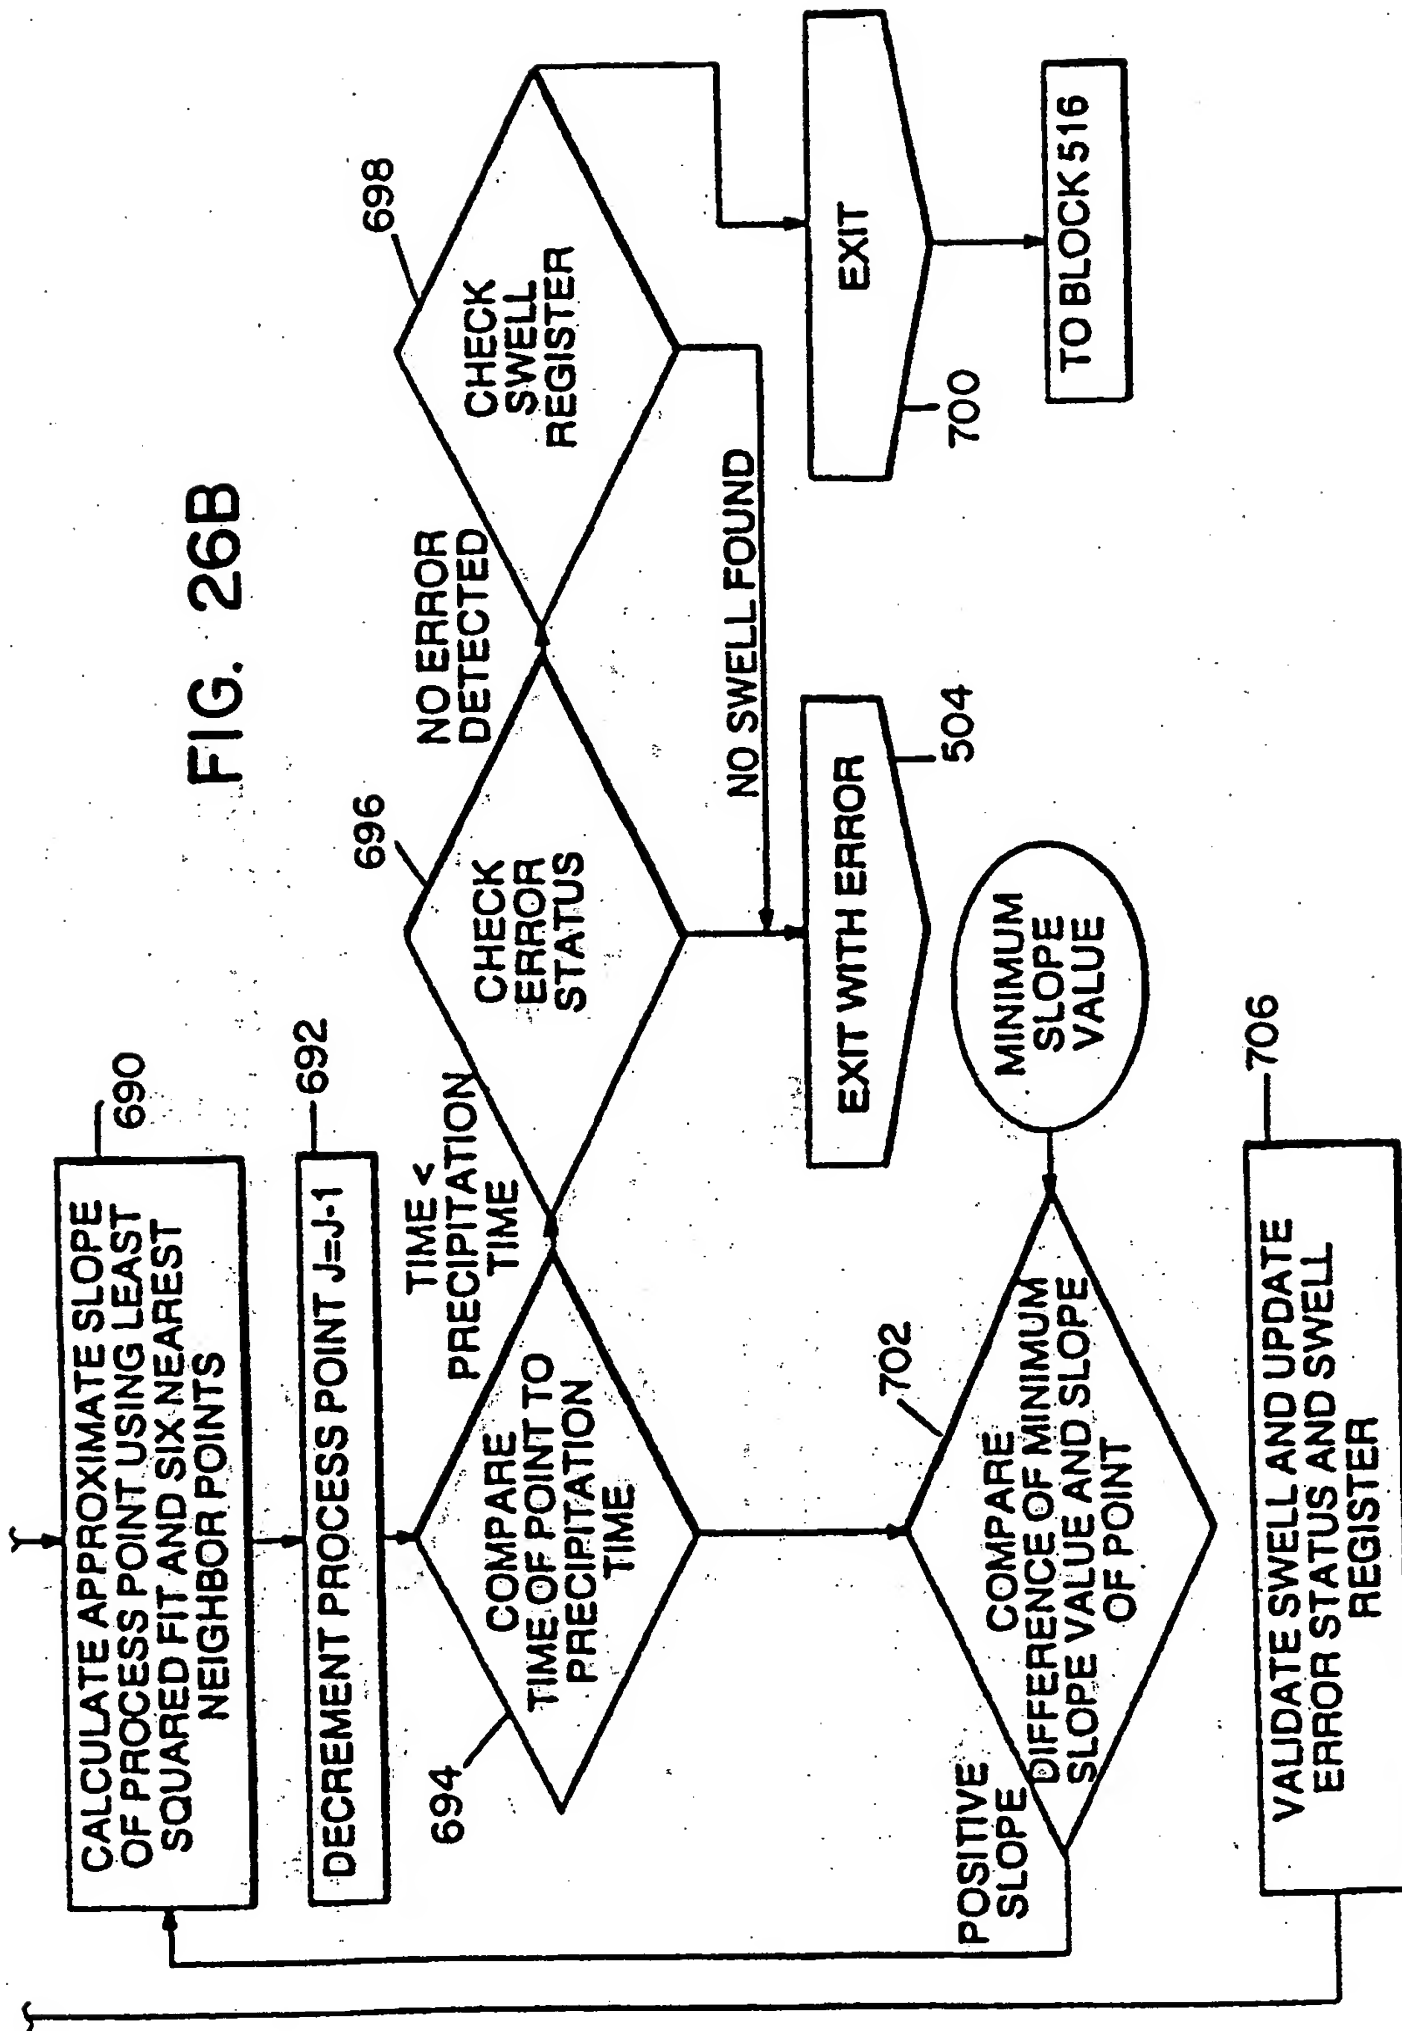 FIG. 26B
CALCULATE APPROXIMATE SLOPE
OF PROCESS POINT USING LEAST
SQUARED FIT AND SIX NEAREST
NEIGHBOR POINTS
690
DECREMENT PROCESS POINT J=J-1
692
COMPARE
TIME OF POINT TO
PRECIPITATION
TIME
694
TIME <
PRECIPITATION
TIME
CHECK
ERROR
STATUS
696
NO ERROR
DETECTED
CHECK
SWELL
REGISTER
698
NO SWELL FOUND
EXIT WITH ERROR
504
EXIT
700
TO BLOCK 516
COMPARE
DIFFERENCE OF MINIMUM
SLOPE VALUE AND SLOPE
OF POINT
702
POSITIVE
SLOPE
MINIMUM
SLOPE
VALUE
VALIDATE SWELL AND UPDATE
ERROR STATUS AND SWELL
REGISTER
706